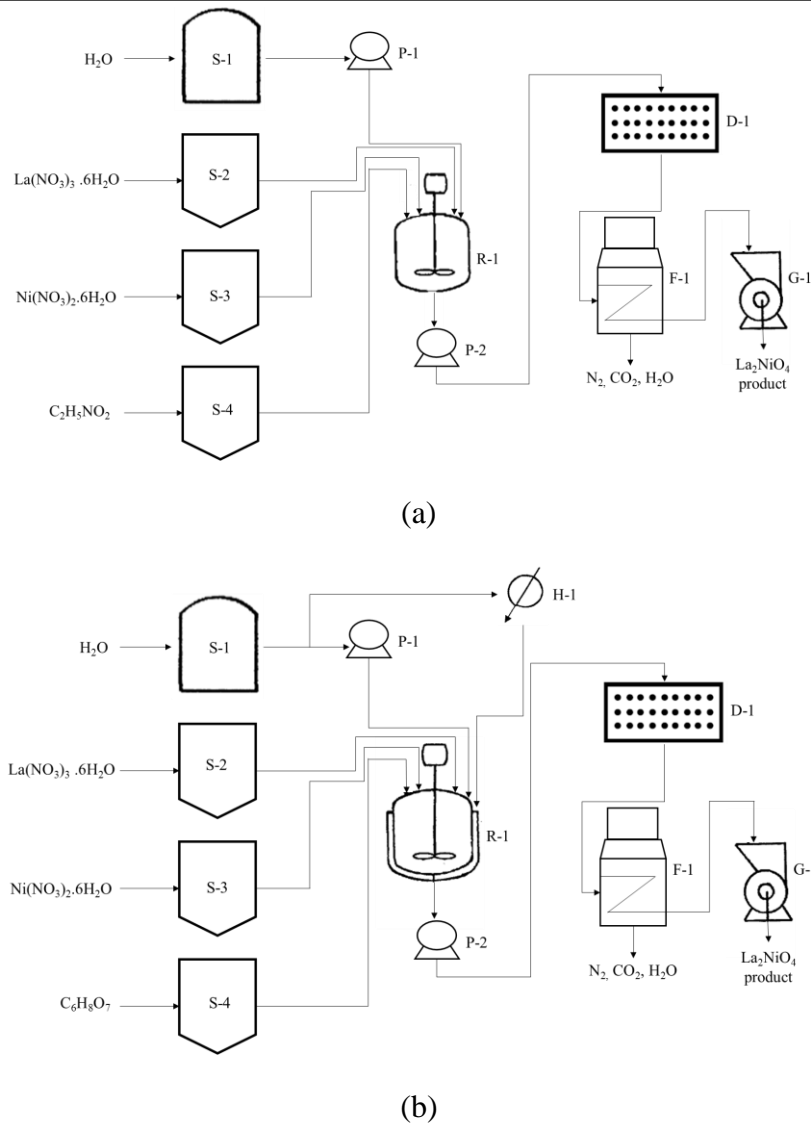 H₂O
S-1
P-1
D-1
La(NO₃)₃ .6H₂O
S-2
R-1
F-1
G-1
Ni(NO₃)₂.6H₂O
S-3
P-2
N₂, CO₂, H₂O
La₂NiO₄
product
C₂H₅NO₂
S-4
(a)
H-1
H₂O
S-1
P-1
D-1
La(NO₃)₃ .6H₂O
S-2
R-1
F-1
G-
Ni(NO₃)₂.6H₂O
S-3
P-2
N₂, CO₂, H₂O
La₂NiO₄
product
C₆H₈O₇
S-4
(b)